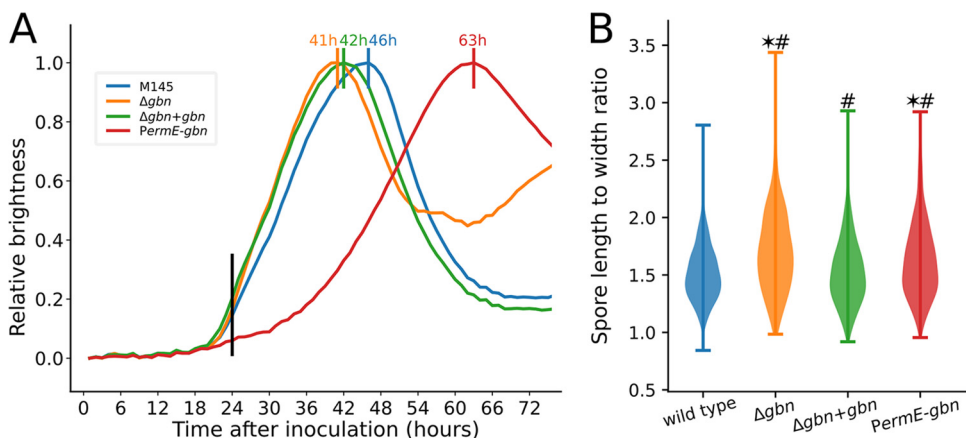 A
41h 42h 46h 63h
M145
Δgbn
Δgbn+gbn
PermE-gbn
Relative brightness
1.0
0.8
0.6
0.4
0.2
0.0
0 6 12 18 24 30 36 42 48 54 60 66 72
Time after inoculation (hours)
B
Spore length to width ratio
3.5
3.0
2.5
2.0
1.5
1.0
0.5
✶#
#
✶#
wild type Δgbn Δgbn+gbn PermE-gbn